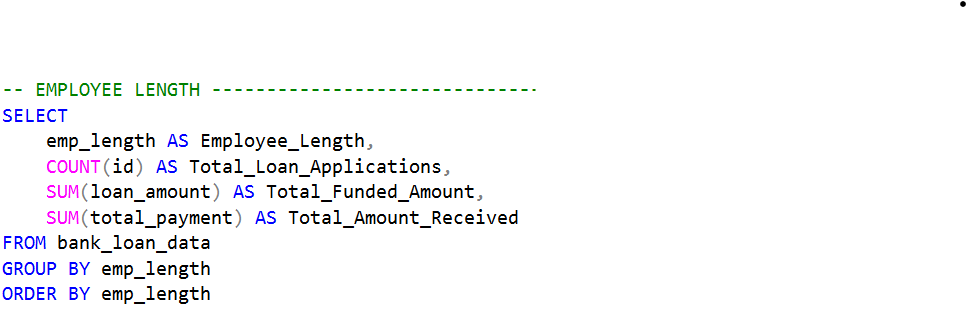 -- EMPLOYEE LENGTH ------------------------------
SELECT
    emp_length AS Employee_Length,
    COUNT(id) AS Total_Loan_Applications,
    SUM(loan_amount) AS Total_Funded_Amount,
    SUM(total_payment) AS Total_Amount_Received
FROM bank_loan_data
GROUP BY emp_length
ORDER BY emp_length